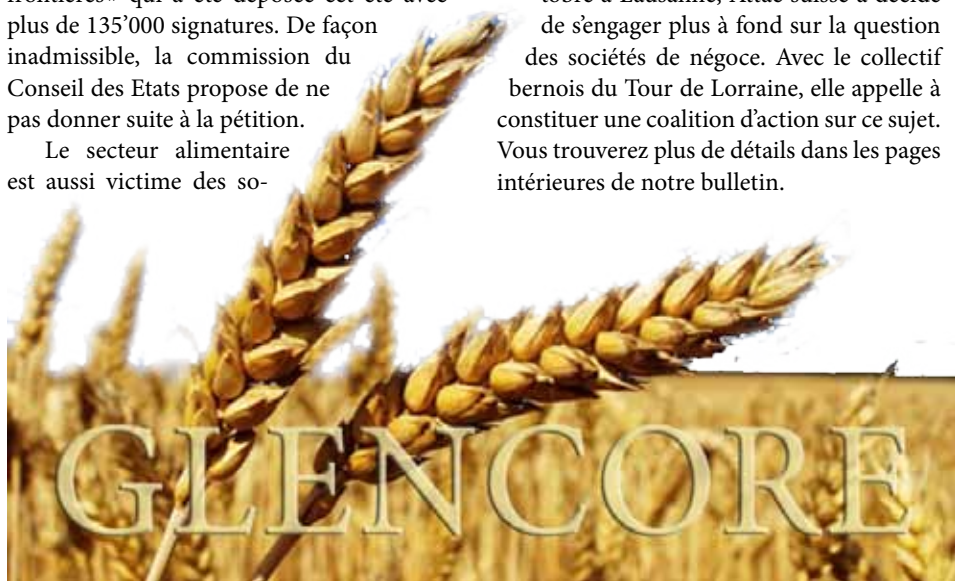 plus de 135’000 signatures. De façon
inadmissible, la commission du
Conseil des Etats propose de ne
pas donner suite à la pétition.
Le secteur alimentaire
est aussi victime des so-
de s’engager plus à fond sur la question
des sociétés de négoce. Avec le collectif
bernois du Tour de Lorraine, elle appelle à
constituer une coalition d’action sur ce sujet.
Vous trouverez plus de détails dans les pages
intérieures de notre bulletin.
GLENCORE